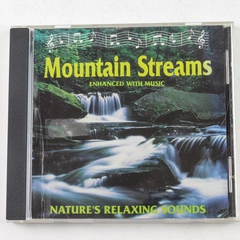 Mountain Streams
ENHANCED WITH MUSIC
NATURE'S RELAXING SOUNDS